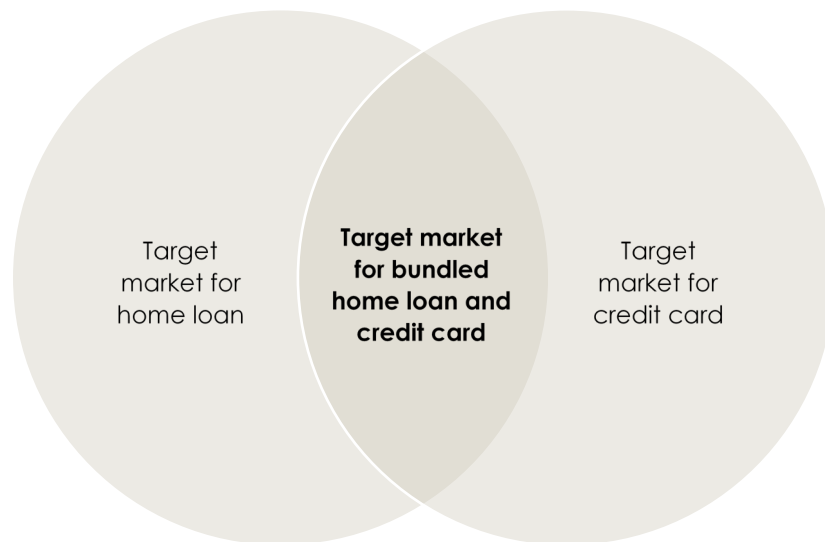 Target
market for
home loan
Target market
for bundled
home loan and
credit card
Target
market for
credit card